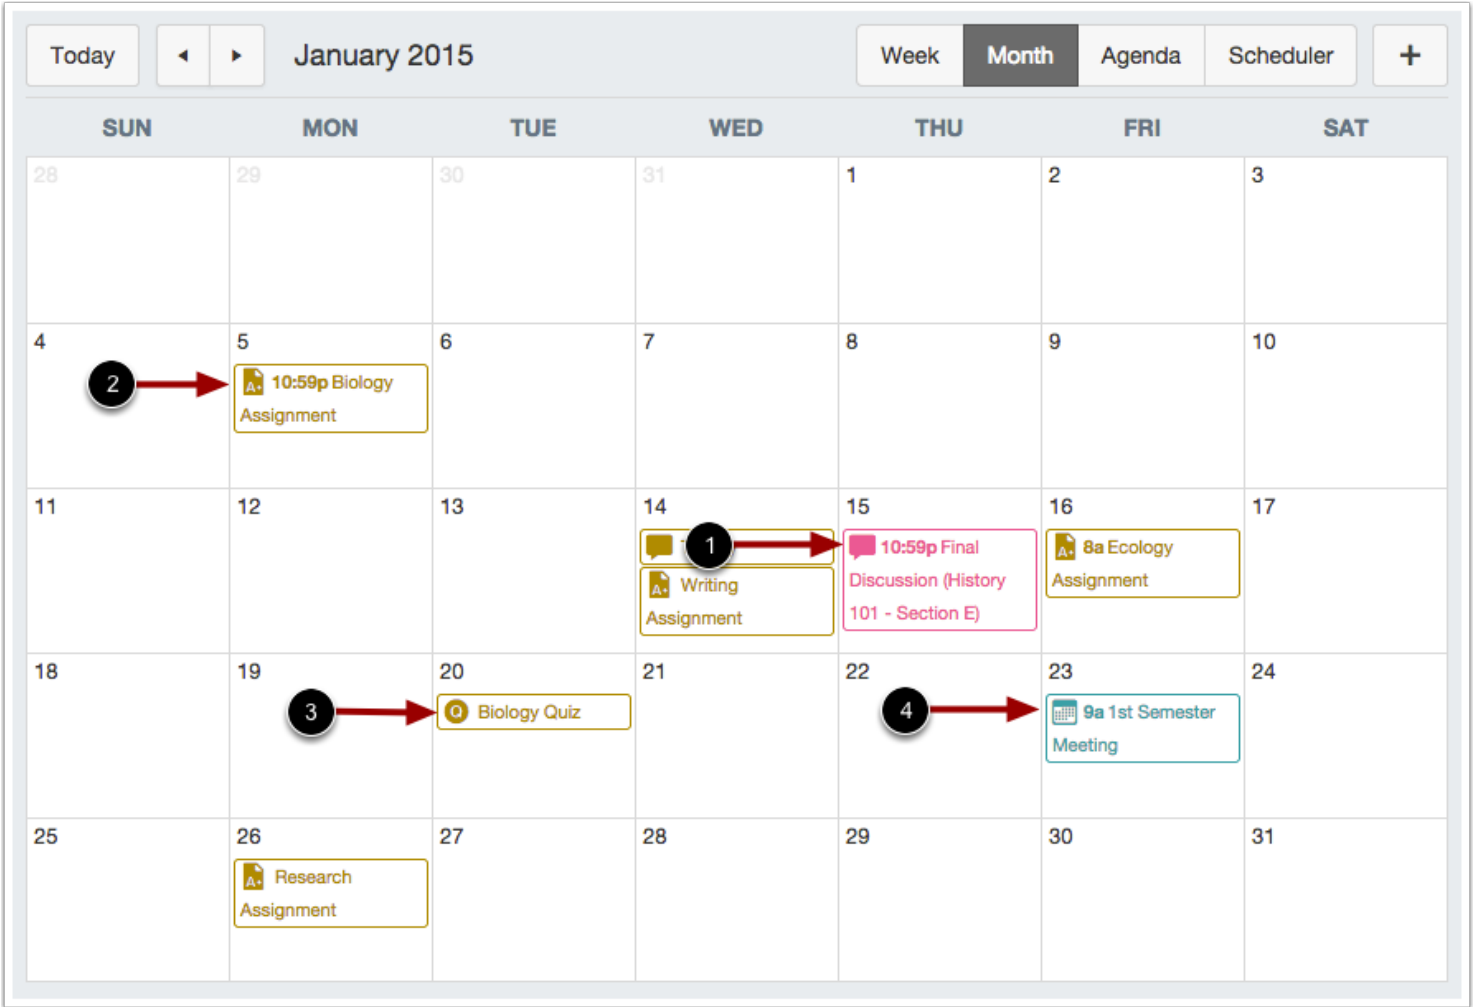 Today January 2015 Week Month Agenda Scheduler +
SUN MON TUE WED THU FRI SAT
28 29 30 31 1 2 3
4 5 6 7 8 9 10
2 A+ 10:59p Biology
Assignment
11 12 13 14 15 16 17
1 10:59p Final A+ 8a Ecology
A+ Writing Discussion (History Assignment
Assignment 101 - Section E)
18 19 20 21 22 23 24
3 Q Biology Quiz 4 9a 1st Semester
Meeting
25 26 27 28 29 30 31
A+ Research
Assignment